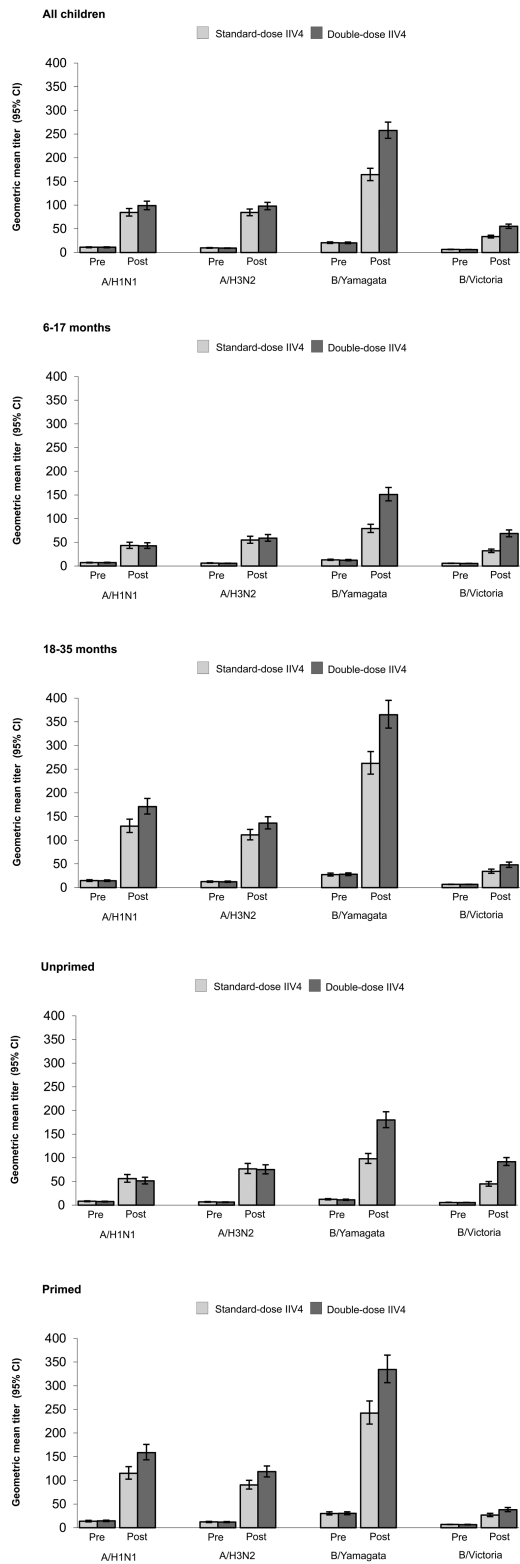 All children
Standard-dose IIV4 Double-dose IIV4
Geometric mean titer (95% CI)
400
350
300
250
200
150
100
50
0
Pre Post Pre Post Pre Post Pre Post
A/H1N1 A/H3N2 B/Yamagata B/Victoria
6-17 months
Standard-dose IIV4 Double-dose IIV4
Geometric mean titer (95% CI)
400
350
300
250
200
150
100
50
0
Pre Post Pre Post Pre Post Pre Post
A/H1N1 A/H3N2 B/Yamagata B/Victoria
18-35 months
Standard-dose IIV4 Double-dose IIV4
Geometric mean titer (95% CI)
400
350
300
250
200
150
100
50
0
Pre Post Pre Post Pre Post Pre Post
A/H1N1 A/H3N2 B/Yamagata B/Victoria
Unprimed
Standard-dose IIV4 Double-dose IIV4
Geometric mean titer (95% CI)
400
350
300
250
200
150
100
50
0
Pre Post Pre Post Pre Post Pre Post
A/H1N1 A/H3N2 B/Yamagata B/Victoria
Primed
Standard-dose IIV4 Double-dose IIV4
Geometric mean titer (95% CI)
400
350
300
250
200
150
100
50
0
Pre Post Pre Post Pre Post Pre Post
A/H1N1 A/H3N2 B/Yamagata B/Victoria